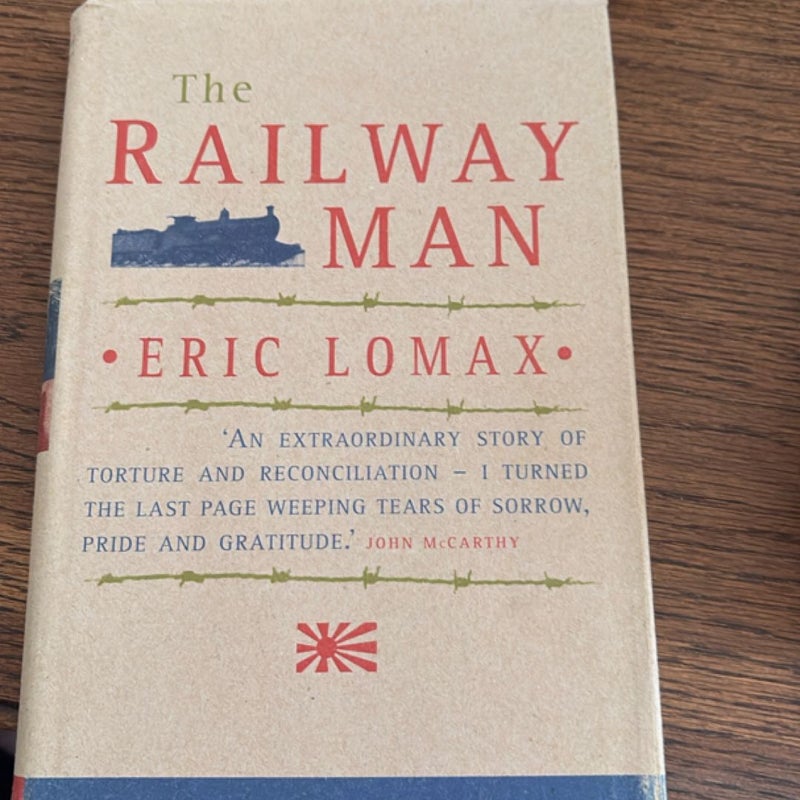 The
RAILWAY
MAN
•ERIC LOMAX•
‘AN EXTRAORDINARY STORY OF
TORTURE AND RECONCILIATION – I TURNED
THE LAST PAGE WEEPING TEARS OF SORROW,
PRIDE AND GRATITUDE.’ JOHN McCARTHY